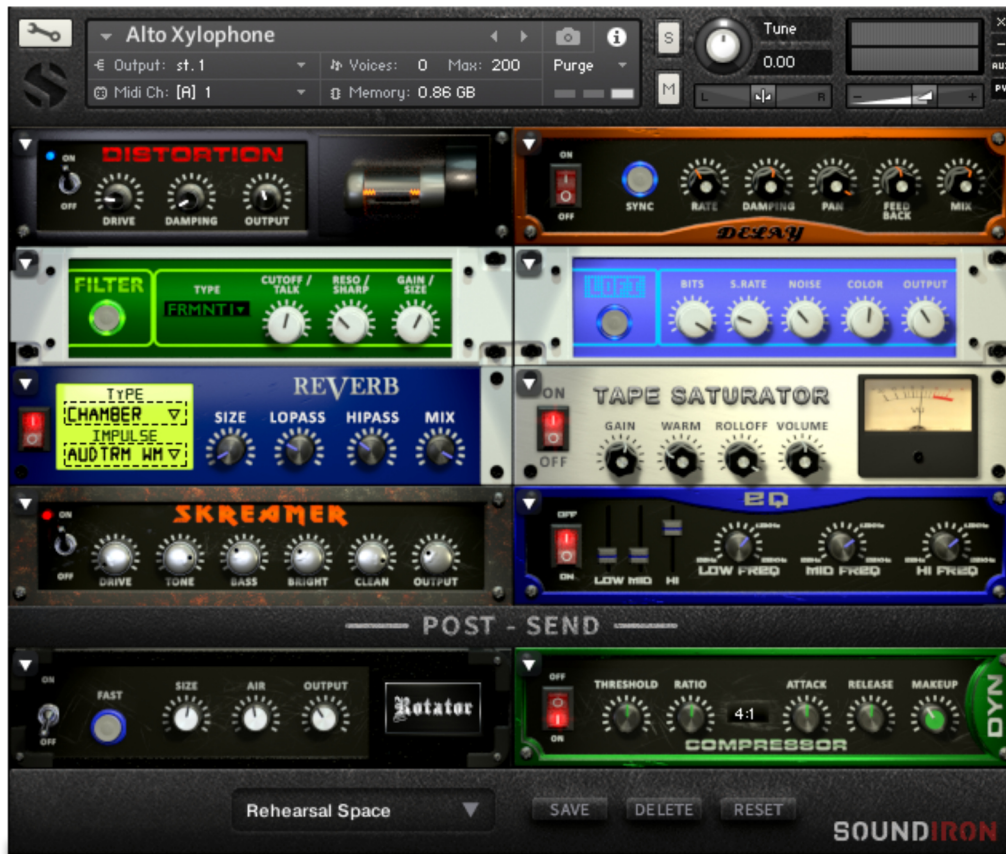 Alto Xylophone
Output: st.1
Voices: 0 Max: 200
Purge
Midi Ch: [A] 1
Memory: 0.86 GB
S
M
Tune
0.00
L R
- +
AUX
PV
DISTORTION
ON
OFF
DRIVE DAMPING OUTPUT
ON
OFF
SYNC RATE DAMPING PAN FEED BACK MIX
DELAY
FILTER
TYPE
FRMNTI
CUTOFF / TALK
RESO / SHARP
GAIN / SIZE
LOFI
BITS S.RATE NOISE COLOR OUTPUT
TYPE
CHAMBER
IMPULSE
AUDTRM WM
REVERB
SIZE LOPASS HIPASS MIX
ON
OFF
TAPE SATURATOR
GAIN WARM ROLLOFF VOLUME
VU
SKREAMER
ON
OFF
DRIVE TONE BASS BRIGHT CLEAN OUTPUT
EQ
OFF
ON
LOW MID HI
LOW FREQ MID FREQ HI FREQ
POST - SEND
ON
OFF
FAST SIZE AIR OUTPUT
Rotator
OFF
ON
THRESHOLD RATIO 4:1 ATTACK RELEASE MAKEUP
COMPRESSOR
DYN
Rehearsal Space
SAVE DELETE RESET
SOUNDIRON